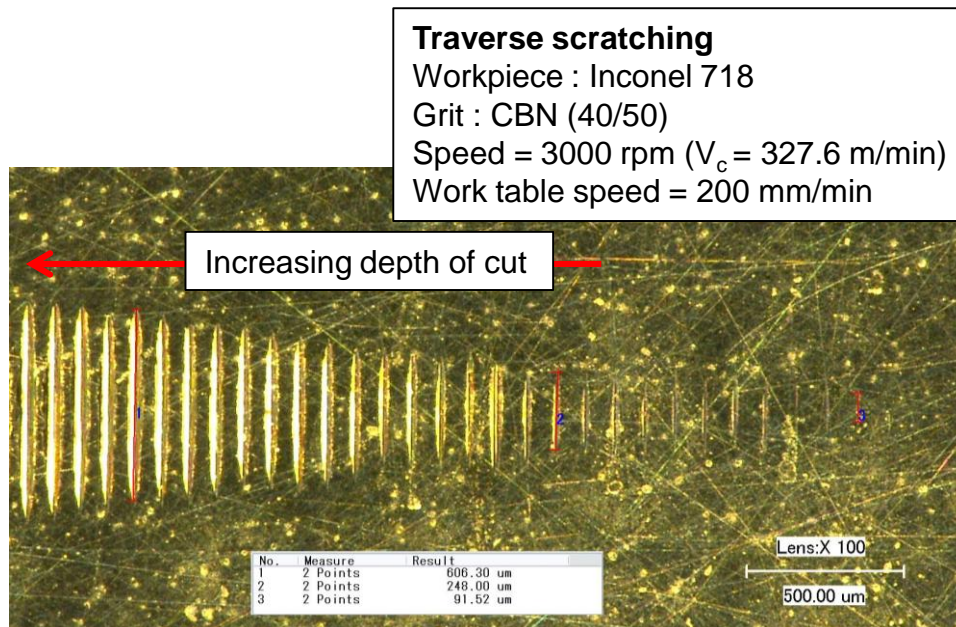 Traverse scratching
Workpiece : Inconel 718
Grit : CBN (40/50)
Speed = 3000 rpm (Vc = 327.6 m/min)
Work table speed = 200 mm/min
Increasing depth of cut
1
2
3
Lens:X 100
500.00 um
No. Measure Result
1 2 Points 606.30 um
2 2 Points 248.00 um
3 2 Points 91.52 um